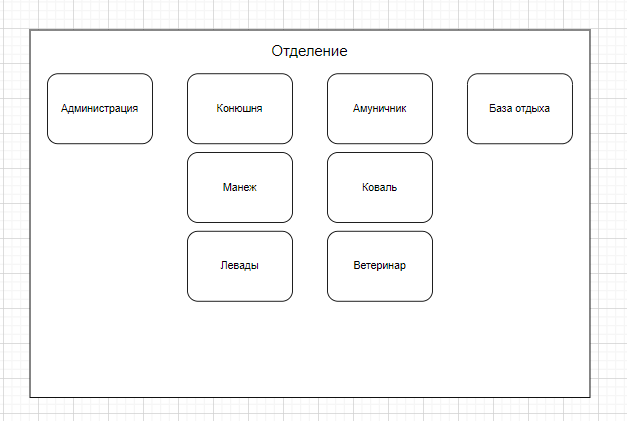 Отделение
Администрация
Конюшня
Амуничник
База отдыха
Манеж
Коваль
Левады
Ветеринар